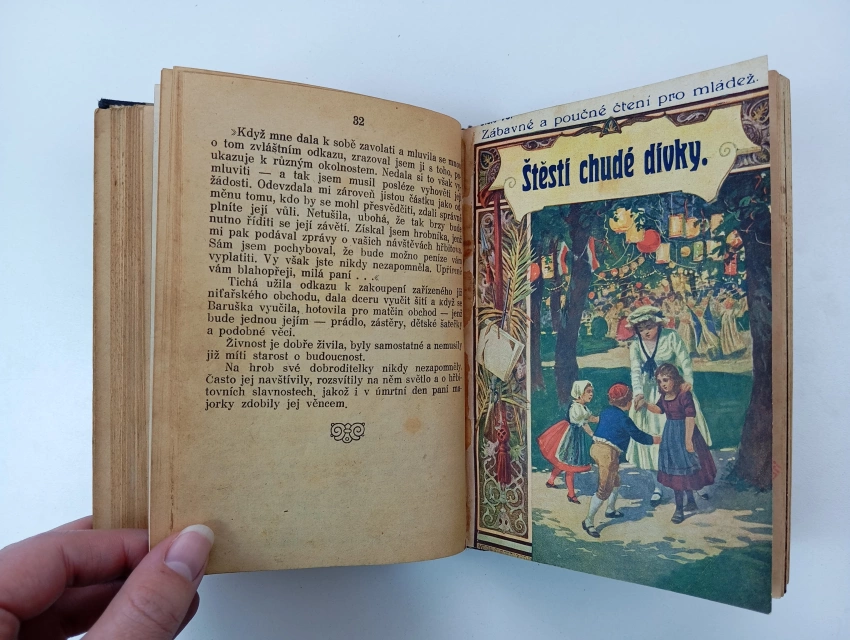 32
»Když mne dala k sobě zavolati a mluvila se mnou
o tom zvláštním odkazu, zrazoval jsem ji s toho, po-
ukazuje k různým okolnostem. Nedala si to však vy-
mluviti — a tak jsem musil posléze vyhověti její
žádosti. Odevzdala mi zároveň jistou částku jako od-
měnu tomu, kdo by se mohl přesvědčiti, zdali správně
plníte její vůli. Netušila, ubohá, že tak brzy bude
nutno říditi se její závětí. Získal jsem hrobníka, jenž
mi pak podával zprávy o vašich návštěvách hřbitova.
Sám jsem pochyboval, že bude možno peníze vám
vyplatiti. Vy však jste nikdy nezapomněla. Upřímně
vám blahopřeji, milá paní . . .«
Tichá užila odkazu k zakoupení zařízeného již
niťařského obchodu, dala dceru vyučit šití a když se
Baruška vyučila, hotovila pro matčin obchod — jenž
bude jednou jejím — prádlo, zástěry, dětské šatečky
a podobné věci.
Živnost je dobře živila, byly samostatné a nemusily
již míti starost o budoucnost.
Na hrob své dobroditelky nikdy nezapomněly.
Často jej navštívily, rozsvítily na něm světlo a o hřbi-
tovních slavnostech, jakož i v úmrtní den paní ma-
jorky zdobily jej věncem.
Zábavné a poučné čtení pro mládež.
Štěstí chudé dívky.